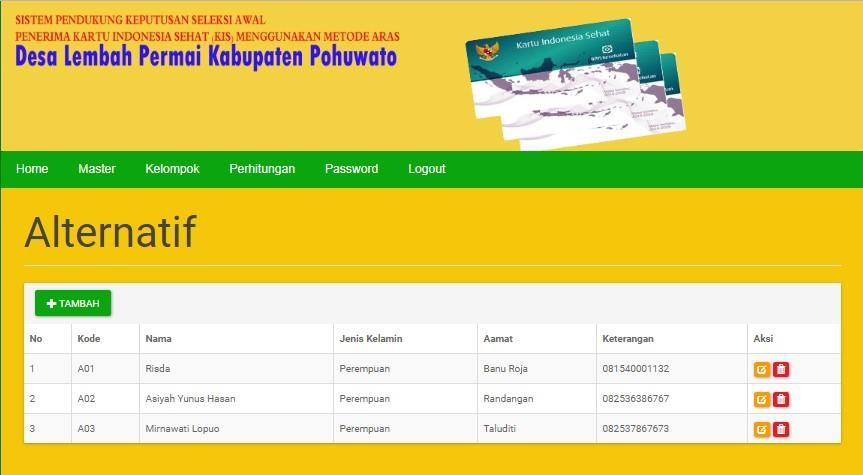 SISTEM PENDUKUNG KEPUTUSAN SELEKSI AWAL
PENERIMA KARTU INDONESIA SEHAT (KIS) MENGGUNAKAN METODE ARAS
Desa Lembah Permai Kabupaten Pohuwato
Kartu Indonesia Sehat
Home Master Kelompok Perhitungan Password Logout
Alternatif
TAMBAH
No Kode Nama Jenis Kelamin Aamat Keterangan Aksi
1 A01 Risda Perempuan Banu Roja 081540001132
2 A02 Asiyah Yunus Hasan Perempuan Randangan 082536386767
3 A03 Mirnawati Lopuo Perempuan Taluditi 082537867673